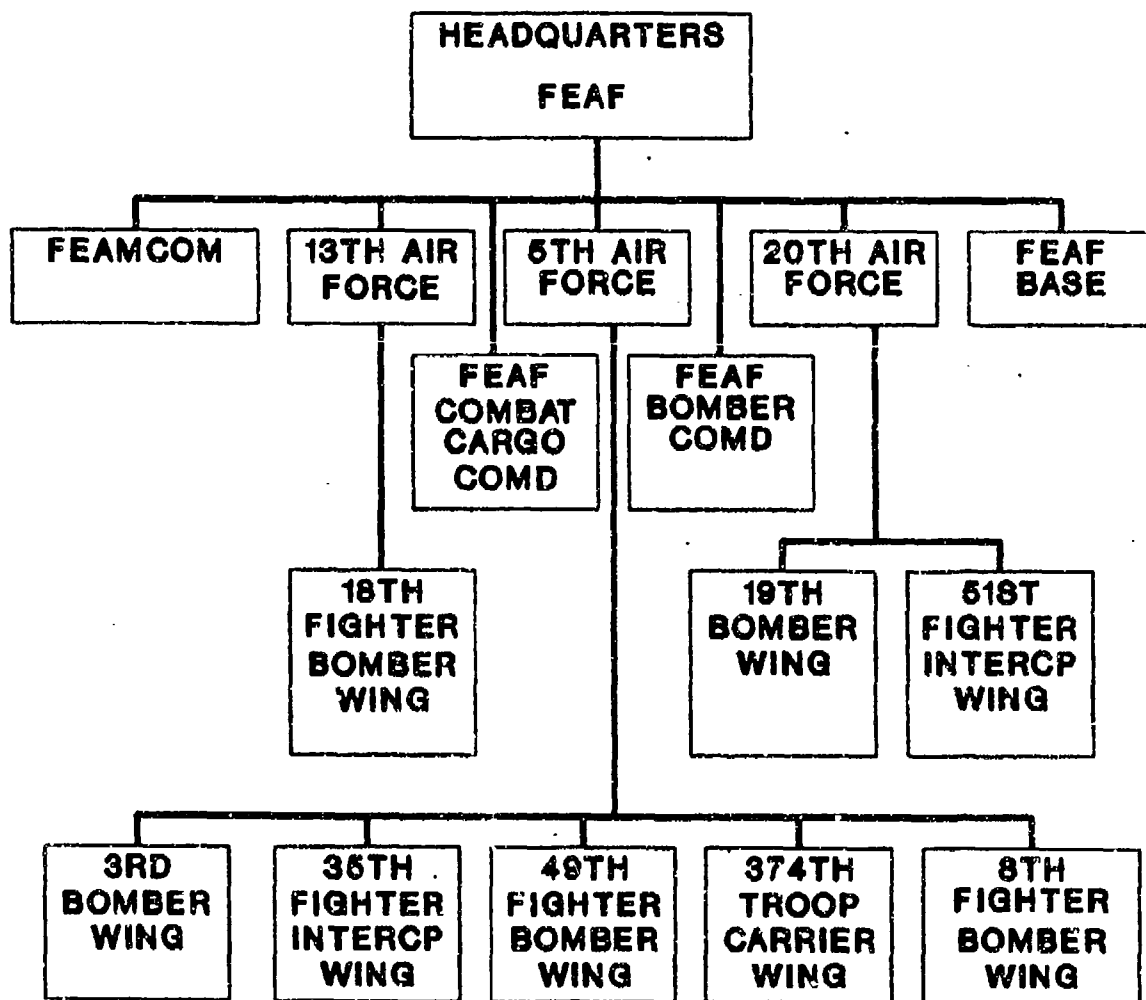 HEADQUARTERS
FEAF
FEAMCOM
13TH AIR
FORCE
5TH AIR
FORCE
20TH AIR
FORCE
FEAF
BASE
FEAF
COMBAT
CARGO
COMD
FEAF
BOMBER
COMD
18TH
FIGHTER
BOMBER
WING
19TH
BOMBER
WING
51ST
FIGHTER
INTERCP
WING
3RD
BOMBER
WING
35TH
FIGHTER
INTERCP
WING
49TH
FIGHTER
BOMBER
WING
374TH
TROOP
CARRIER
WING
8TH
FIGHTER
BOMBER
WING